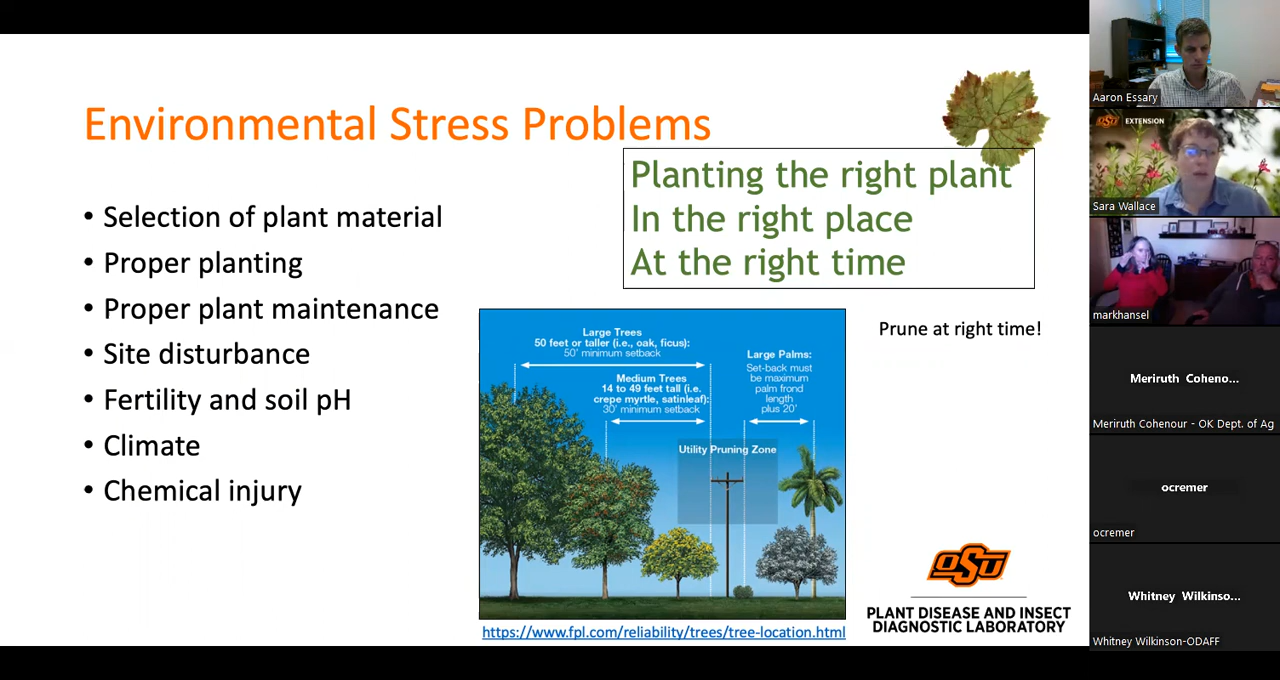 Environmental Stress Problems
Planting the right plant
In the right place
At the right time
• Selection of plant material
• Proper planting
• Proper plant maintenance
• Site disturbance
• Fertility and soil pH
• Climate
• Chemical injury
Prune at right time!
Large Trees
50 feet or taller (i.e., oak, ficus):
50' minimum setback
Medium Trees
14 to 49 feet tall (i.e.
crepe myrtle, satinleaf):
30' minimum setback
Large Palms:
Set-back must
be maximum
palm frond
length
plus 20'
Utility Pruning Zone
https://www.fpl.com/reliability/trees/tree-location.html
OSU
PLANT DISEASE AND INSECT
DIAGNOSTIC LABORATORY
Aaron Essary
OSU EXTENSION
Sara Wallace
markhansel
Meriruth Coheno...
Meriruth Cohenour - OK Dept. of Ag
ocremer
ocremer
Whitney Wilkinso...
Whitney Wilkinson-ODAFF